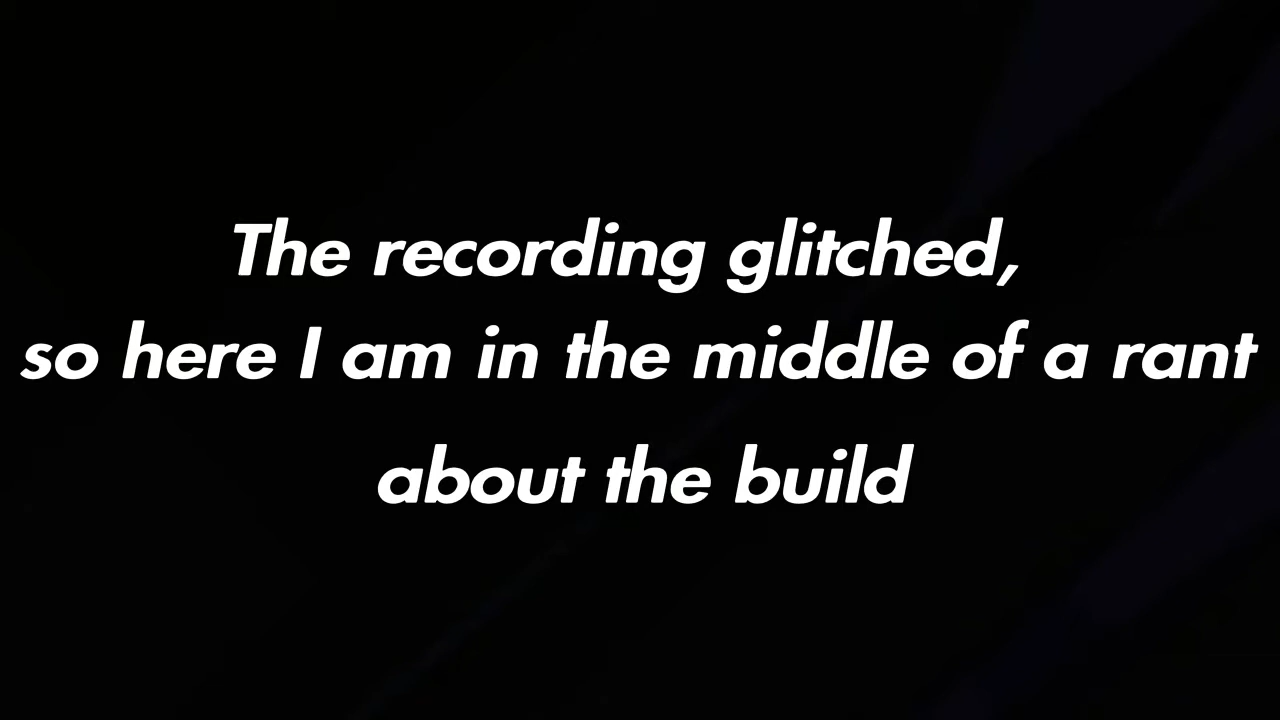 The recording glitched,
so here I am in the middle of a rant
about the build